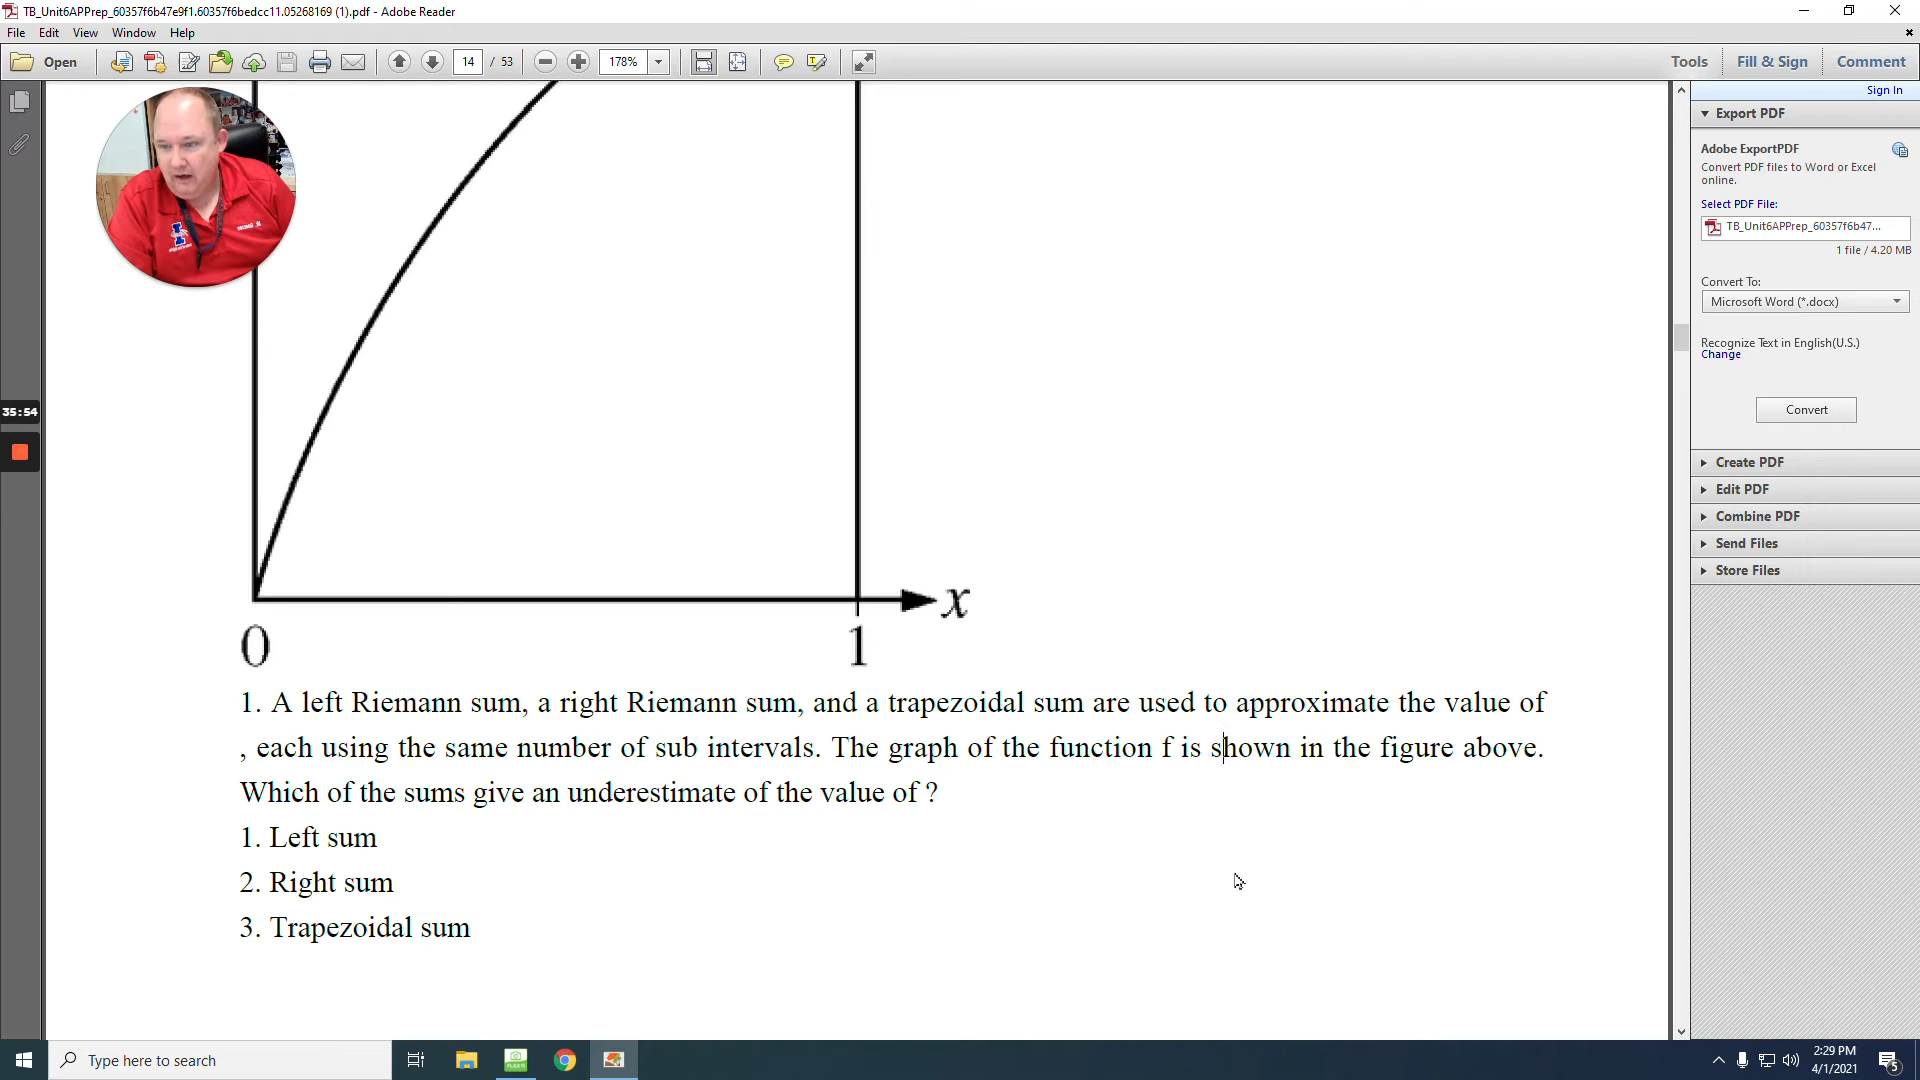 TB_Unit6APPrep_60357f6b47e9f1.60357f6bedcc11.05268169 (1).pdf - Adobe Reader
File Edit View Window Help
Open 14 / 53 178% Tools Fill & Sign Comment
Sign In
Export PDF
Adobe ExportPDF
Convert PDF files to Word or Excel
online.
Select PDF File:
TB_Unit6APPrep_60357f6b47...
1 file / 4.20 MB
Convert To:
Microsoft Word (*.docx)
Recognize Text in English(U.S.)
Change
Convert
Create PDF
Edit PDF
Combine PDF
Send Files
Store Files
35:54
x
0 1
1. A left Riemann sum, a right Riemann sum, and a trapezoidal sum are used to approximate the value of
, each using the same number of sub intervals. The graph of the function f is shown in the figure above.
Which of the sums give an underestimate of the value of ?
1. Left sum
2. Right sum
3. Trapezoidal sum
Type here to search
2:29 PM
4/1/2021
5